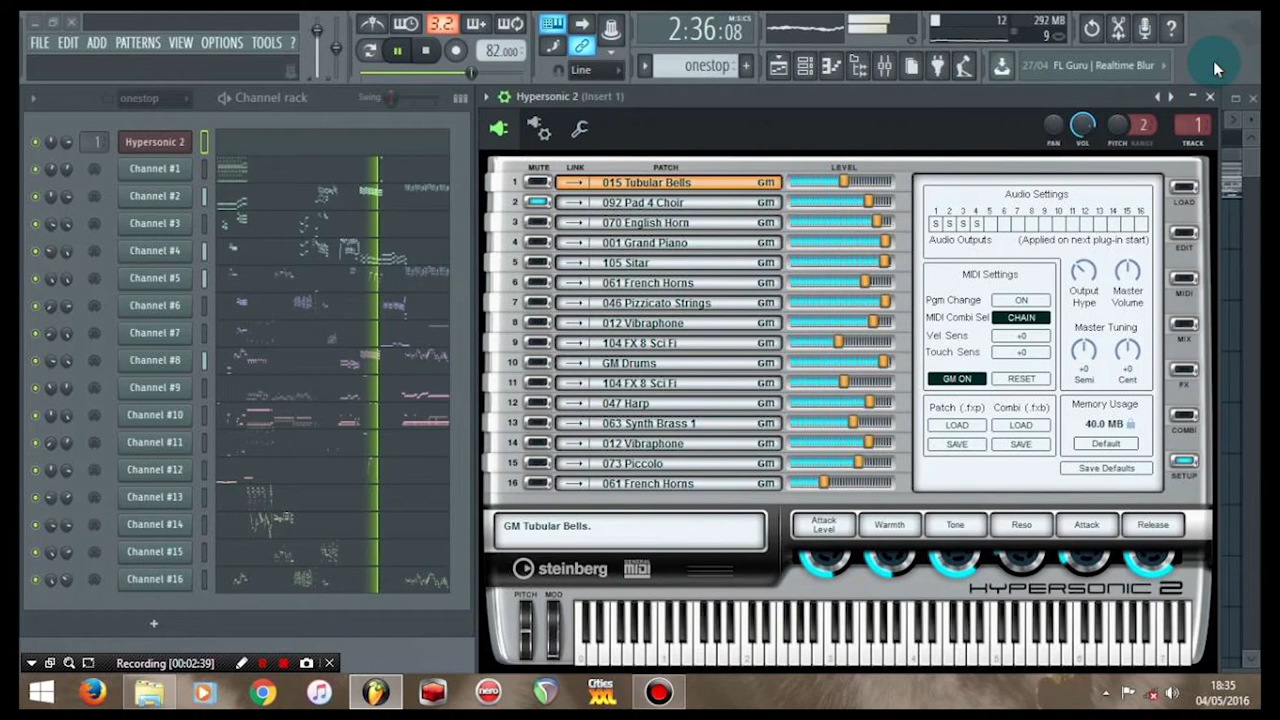 FILE EDIT ADD PATTERNS VIEW OPTIONS TOOLS ?
3.2
82.000
Line
2:36:08
M:S:CS
onestop
12
292 MB
9
27/04 FL Guru | Realtime Blur
onestop
Channel rack
Swing
Hypersonic 2 (Insert 1)
PAN VOL PITCH RANGE TRACK
2
1
1 Hypersonic 2
Channel #1
Channel #2
Channel #3
Channel #4
Channel #5
Channel #6
Channel #7
Channel #8
Channel #9
Channel #10
Channel #11
Channel #12
Channel #13
Channel #14
Channel #15
Channel #16
MUTE LINK PATCH LEVEL
1 015 Tubular Bells Gm
2 092 Pad 4 Choir Gm
3 070 English Horn Gm
4 001 Grand Piano Gm
5 105 Sitar Gm
6 061 French Horns Gm
7 046 Pizzicato Strings Gm
8 012 Vibraphone Gm
9 104 FX 8 Sci Fi Gm
10 GM Drums Gm
11 104 FX 8 Sci Fi Gm
12 047 Harp Gm
13 063 Synth Brass 1 Gm
14 012 Vibraphone Gm
15 073 Piccolo Gm
16 061 French Horns Gm
Audio Settings
1 2 3 4 5 6 7 8 9 10 11 12 13 14 15 16
S S S S
Audio Outputs (Applied on next plug-in start)
MIDI Settings
Pgm Change ON
MIDI Combi Sel CHAIN
Vel Sens +0
Touch Sens +0
GM ON RESET
Output Hype
Master Volume
Master Tuning
+0 +0
Semi Cent
Patch (.fxp) Combi (.fxb)
LOAD LOAD
SAVE SAVE
Memory Usage
40.0 MB
Default
Save Defaults
LOAD
EDIT
MIDI
MIX
FX
COMBI
SETUP
GM Tubular Bells.
Attack Level Warmth Tone Reso Attack Release
steinberg
GENERAL MIDI
HYPERSONIC 2
PITCH MOD
Recording [00:02:39]
nero
Cities XXL
18:35
04/05/2016